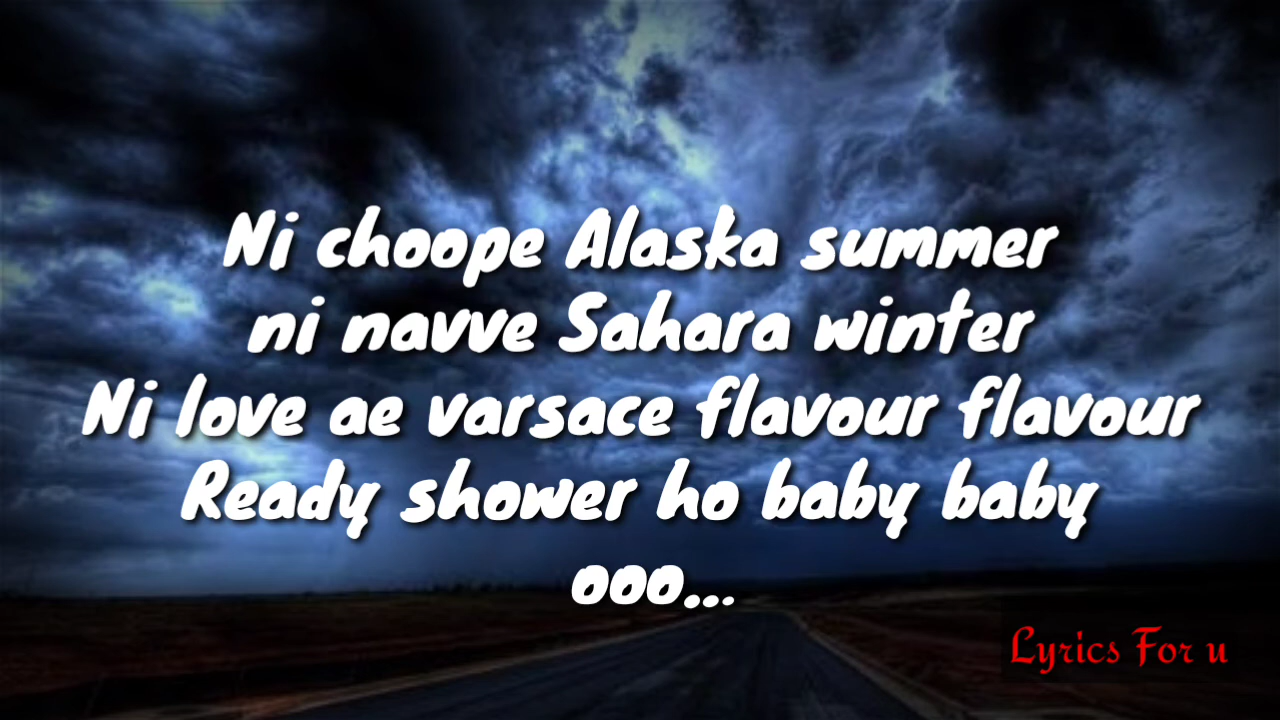 Ni choope Alaska summer
ni navve Sahara winter
Ni love ae varsace flavour flavour
Ready shower ho baby baby
ooo...
Lyrics For u